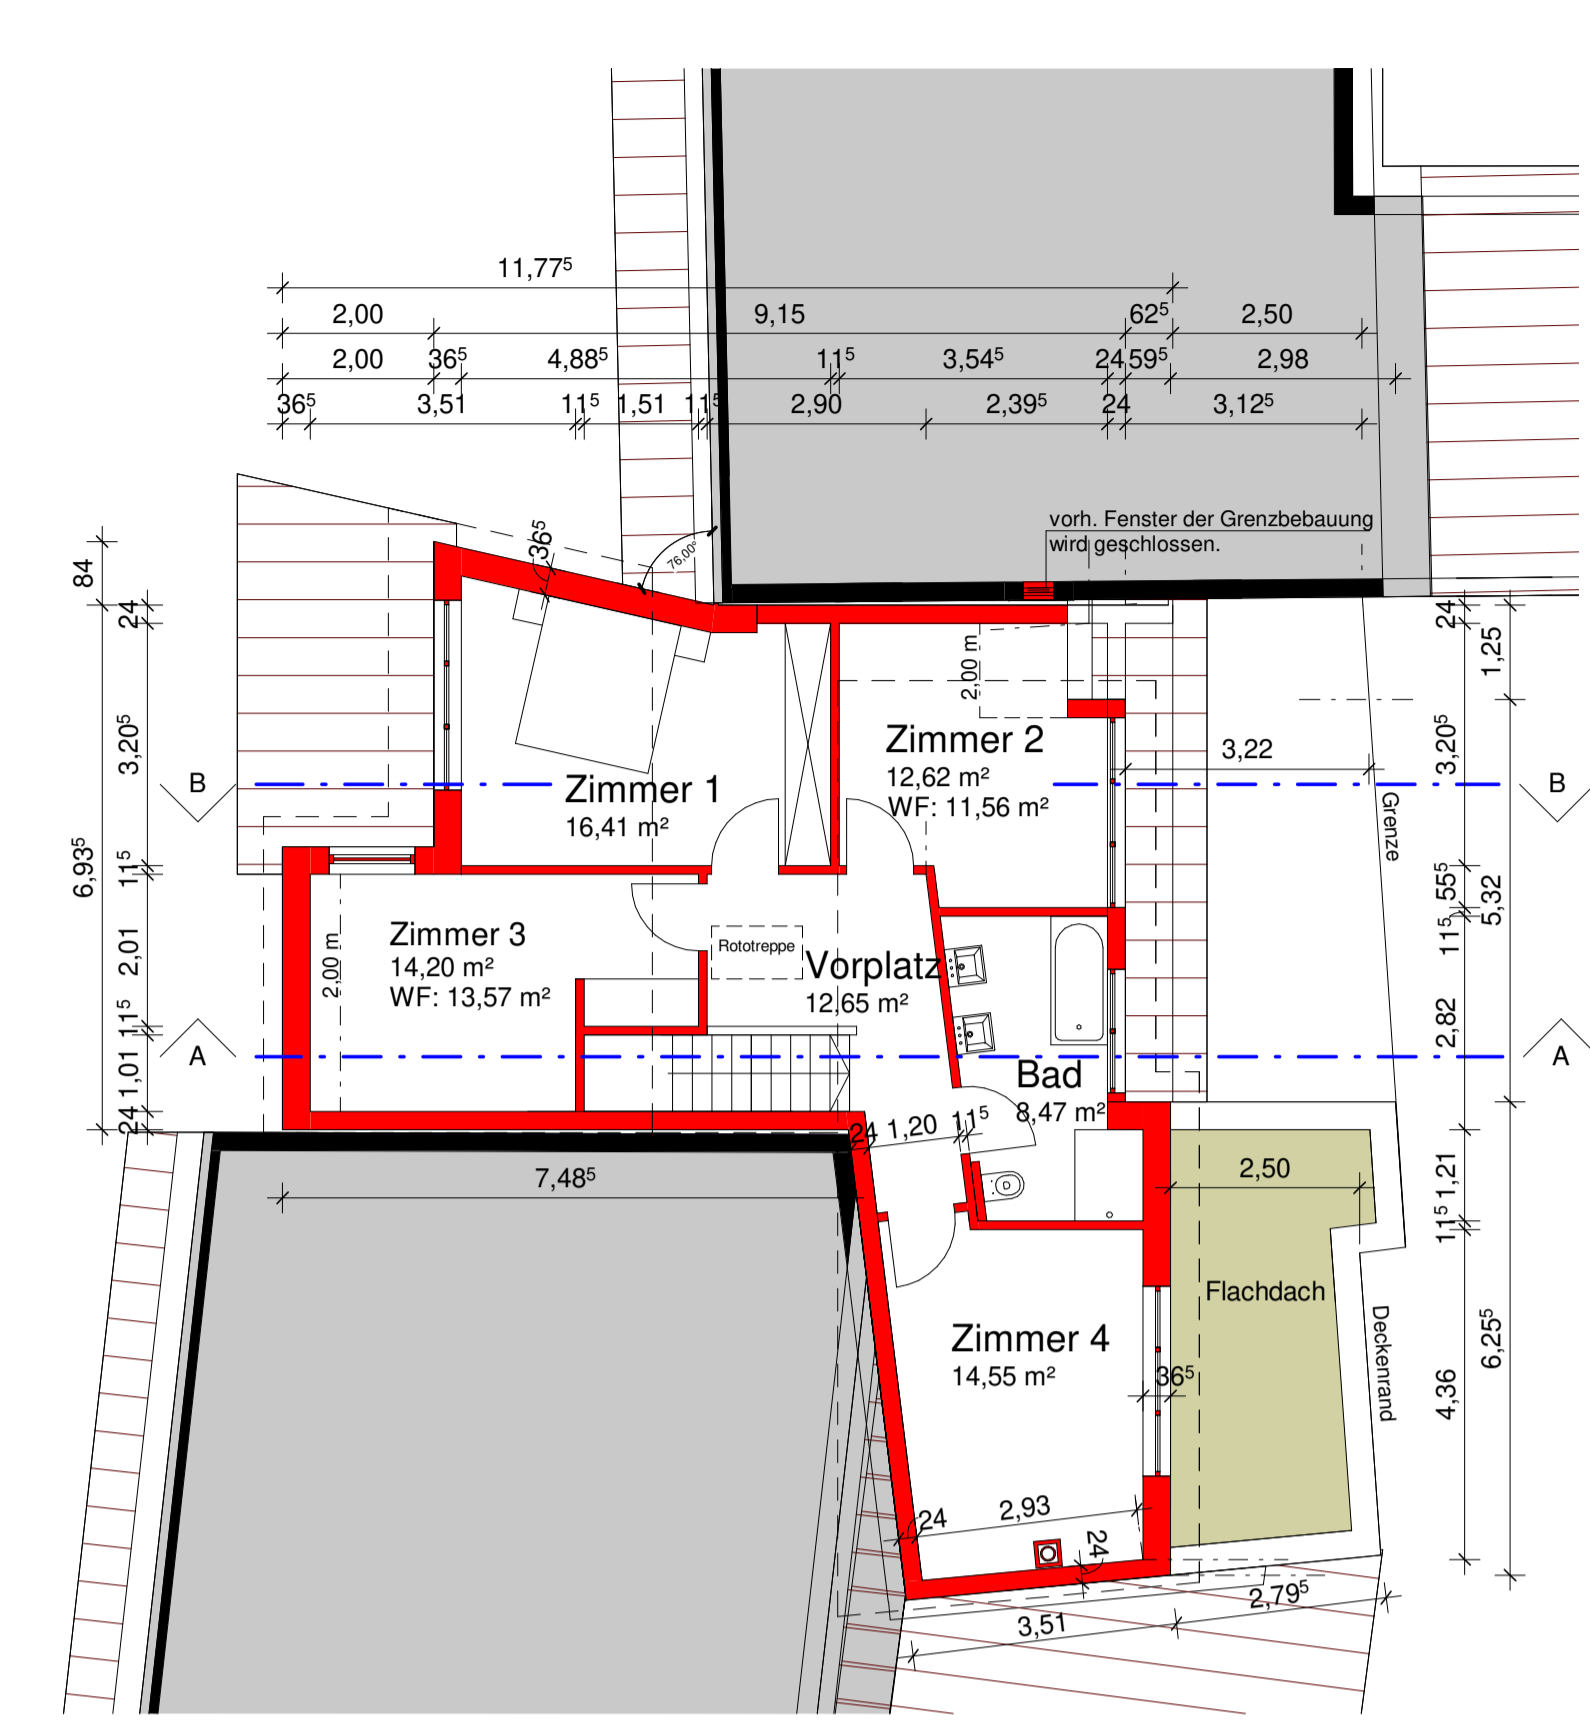 11,77⁵
2,00 9,15 62⁵ 2,50
2,00 36⁵ 4,88⁵ 11⁵ 3,54⁵ 24 59⁵ 2,98
36⁵ 3,51 11⁵ 1,51 11⁵ 2,90 2,39⁵ 24 3,12⁵
vorh. Fenster der Grenzbebauung
wird geschlossen.
36⁵
76.00°
84
24
3,20⁵
11⁵
6,93⁵
2,01
11⁵
1,01
24
B
A
Zimmer 1
16,41 m²
2,00 m
Zimmer 2
12,62 m²
WF: 11,56 m²
2,00 m
Zimmer 3
14,20 m²
WF: 13,57 m²
Rototreppe
Vorplatz
12,65 m²
Bad
8,47 m²
24 1,20 11⁵
7,48⁵
3,22
Grenze
B
A
24
1,25
3,20⁵
55⁵
5,32
11⁵
2,82
1,21
11⁵
6,25⁵
4,36
2,50
Flachdach
Deckenrand
Zimmer 4
14,55 m²
36⁵
24 2,93
24
3,51 2,79⁵